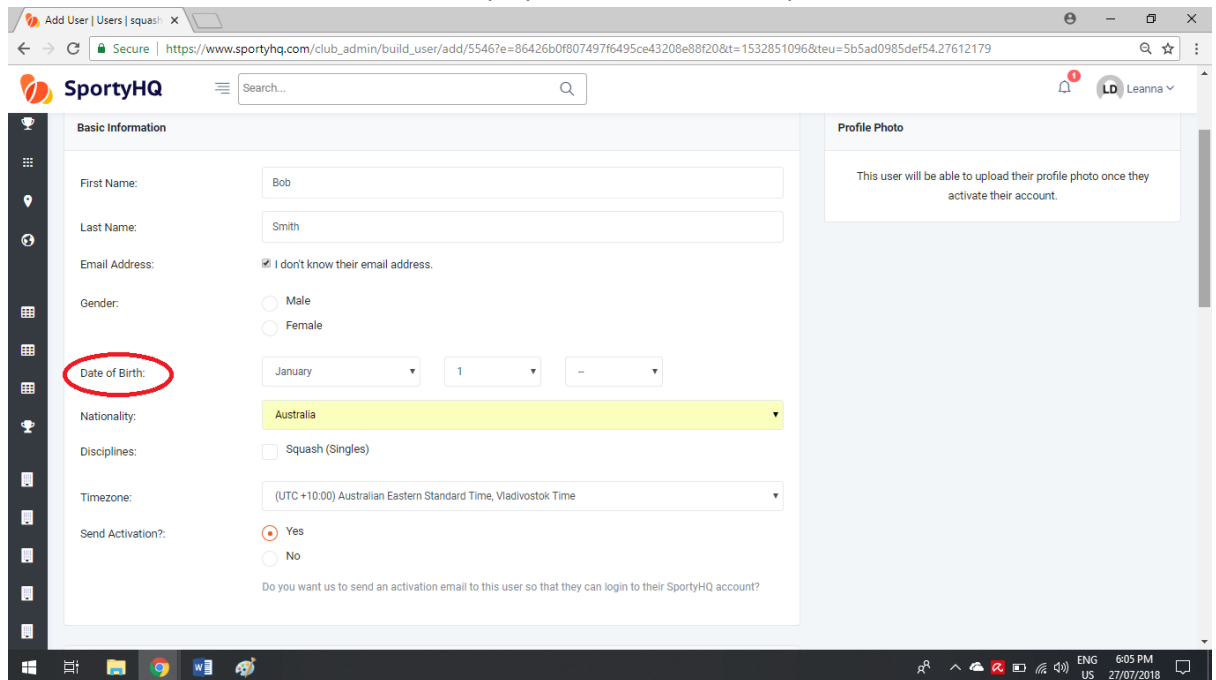 Add User | Users | squash
Secure | https://www.sportyhq.com/club_admin/build_user/add/5546?e=86426b0f807497f6495ce43208e88f20&t=1532851096&teu=5b5ad0985def54.27612179
SportyHQ
Search...
1
LD Leanna
Basic Information
Profile Photo
First Name: Bob
This user will be able to upload their profile photo once they
activate their account.
Last Name: Smith
Email Address: I don't know their email address.
Gender: Male
Female
Date of Birth: January 1 --
Nationality: Australia
Disciplines: Squash (Singles)
Timezone: (UTC +10:00) Australian Eastern Standard Time, Vladivostok Time
Send Activation?: Yes
No
Do you want us to send an activation email to this user so that they can login to their SportyHQ account?
ENG 6:05 PM
US 27/07/2018